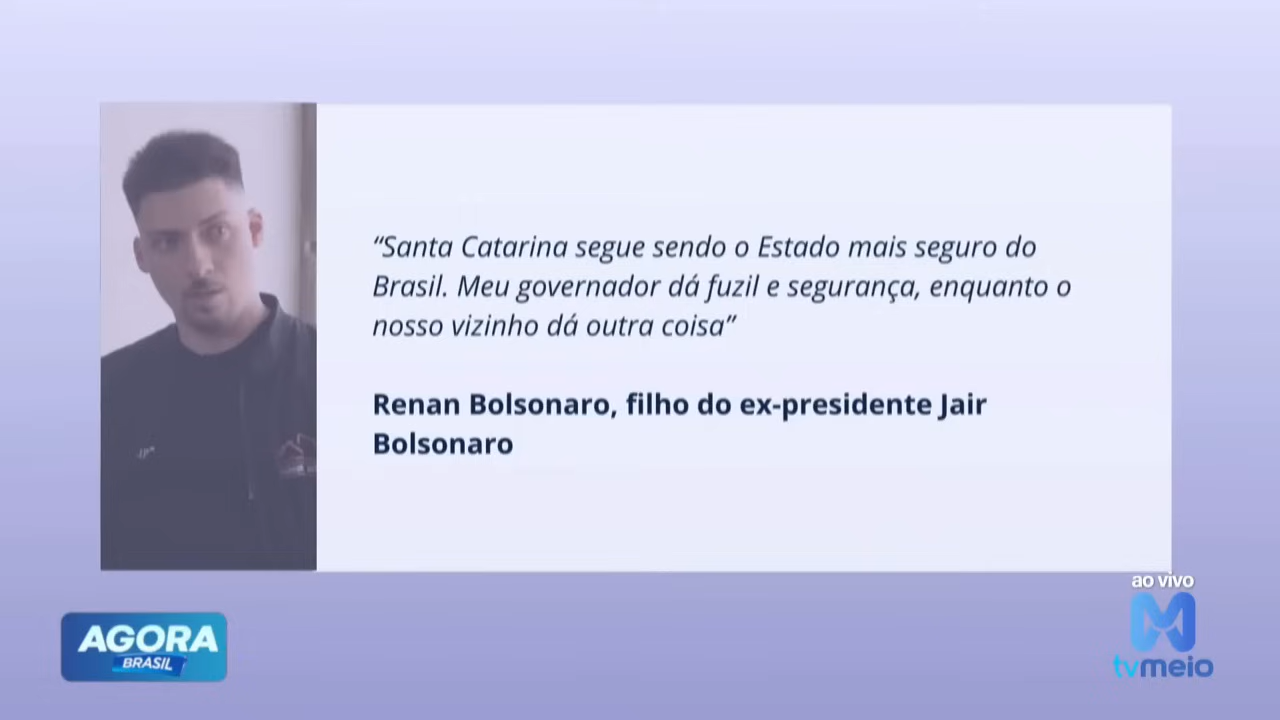 “Santa Catarina segue sendo o Estado mais seguro do
Brasil. Meu governador dá fuzil e segurança, enquanto o
nosso vizinho dá outra coisa”
Renan Bolsonaro, filho do ex-presidente Jair
Bolsonaro
ao vivo
AGORA
BRASIL
tvmeio